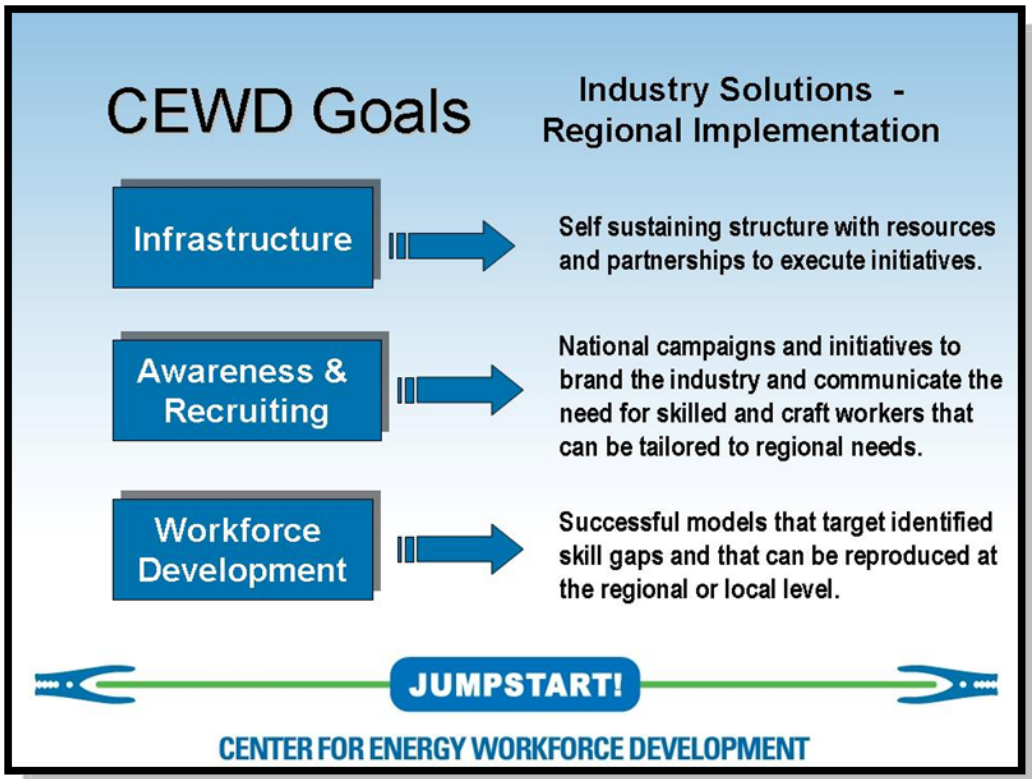 CEWD Goals
Industry Solutions -
Regional Implementation
Infrastructure
Self sustaining structure with resources
and partnerships to execute initiatives.
Awareness &
Recruiting
National campaigns and initiatives to
brand the industry and communicate the
need for skilled and craft workers that
can be tailored to regional needs.
Workforce
Development
Successful models that target identified
skill gaps and that can be reproduced at
the regional or local level.
JUMPSTART!
CENTER FOR ENERGY WORKFORCE DEVELOPMENT